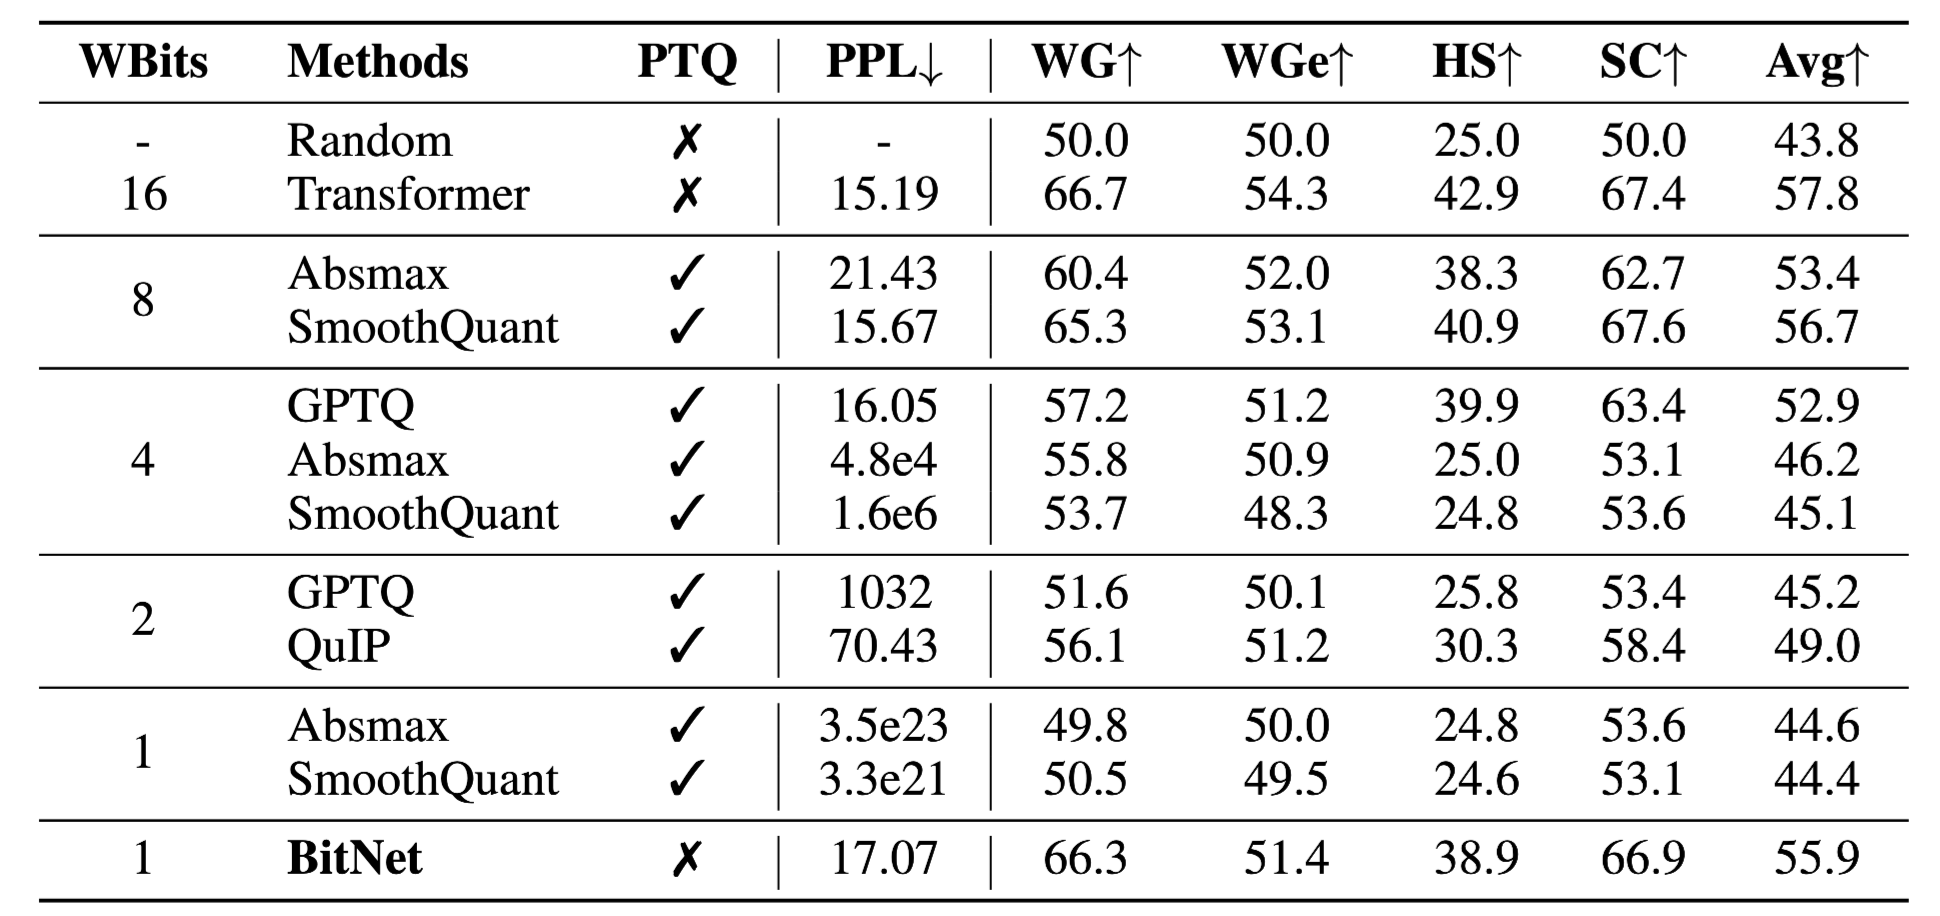 WBits Methods PTQ PPL↓ WG↑ WGe↑ HS↑ SC↑ Avg↑
- Random ✗ - 50.0 50.0 25.0 50.0 43.8
16 Transformer ✗ 15.19 66.7 54.3 42.9 67.4 57.8
8 Absmax ✓ 21.43 60.4 52.0 38.3 62.7 53.4
SmoothQuant ✓ 15.67 65.3 53.1 40.9 67.6 56.7
GPTQ ✓ 16.05 57.2 51.2 39.9 63.4 52.9
4 Absmax ✓ 4.8e4 55.8 50.9 25.0 53.1 46.2
SmoothQuant ✓ 1.6e6 53.7 48.3 24.8 53.6 45.1
2 GPTQ ✓ 1032 51.6 50.1 25.8 53.4 45.2
QuIP ✓ 70.43 56.1 51.2 30.3 58.4 49.0
1 Absmax ✓ 3.5e23 49.8 50.0 24.8 53.6 44.6
SmoothQuant ✓ 3.3e21 50.5 49.5 24.6 53.1 44.4
1 BitNet ✗ 17.07 66.3 51.4 38.9 66.9 55.9